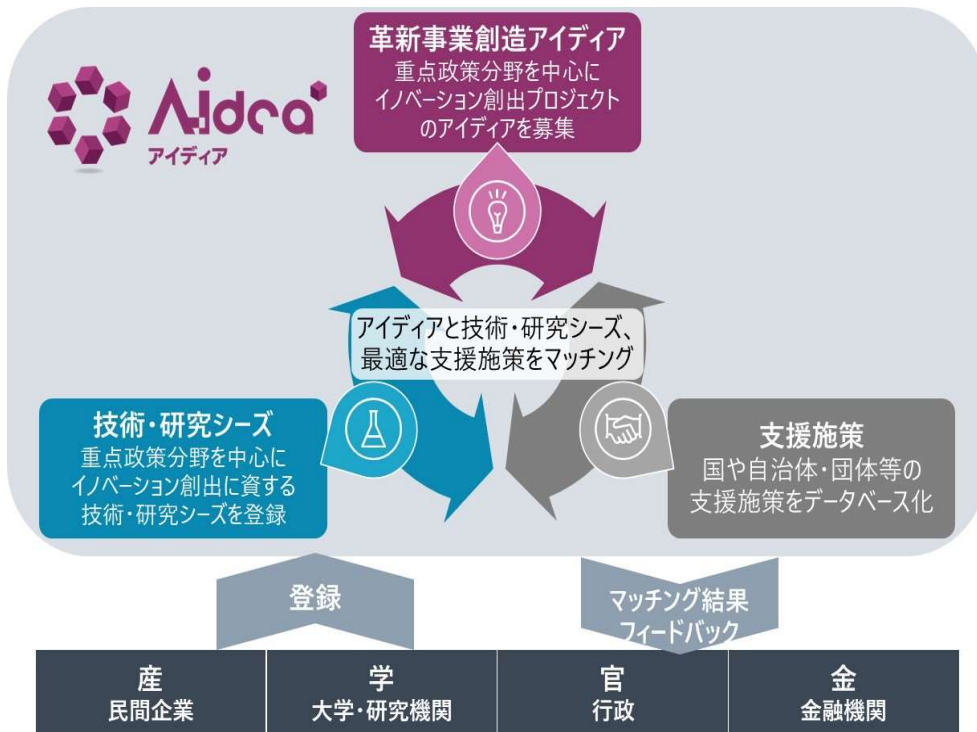 革新事業創造アイディア
重点政策分野を中心に
イノベーション創出プロジェクト
のアイディアを募集
Aidea
アイディア
アイディアと技術・研究シーズ、
最適な支援施策をマッチング
技術・研究シーズ
重点政策分野を中心に
イノベーション創出に資する
技術・研究シーズを登録
支援施策
国や自治体・団体等の
支援施策をデータベース化
登録
マッチング結果
フィードバック
産
民間企業
学
大学・研究機関
官
行政
金
金融機関